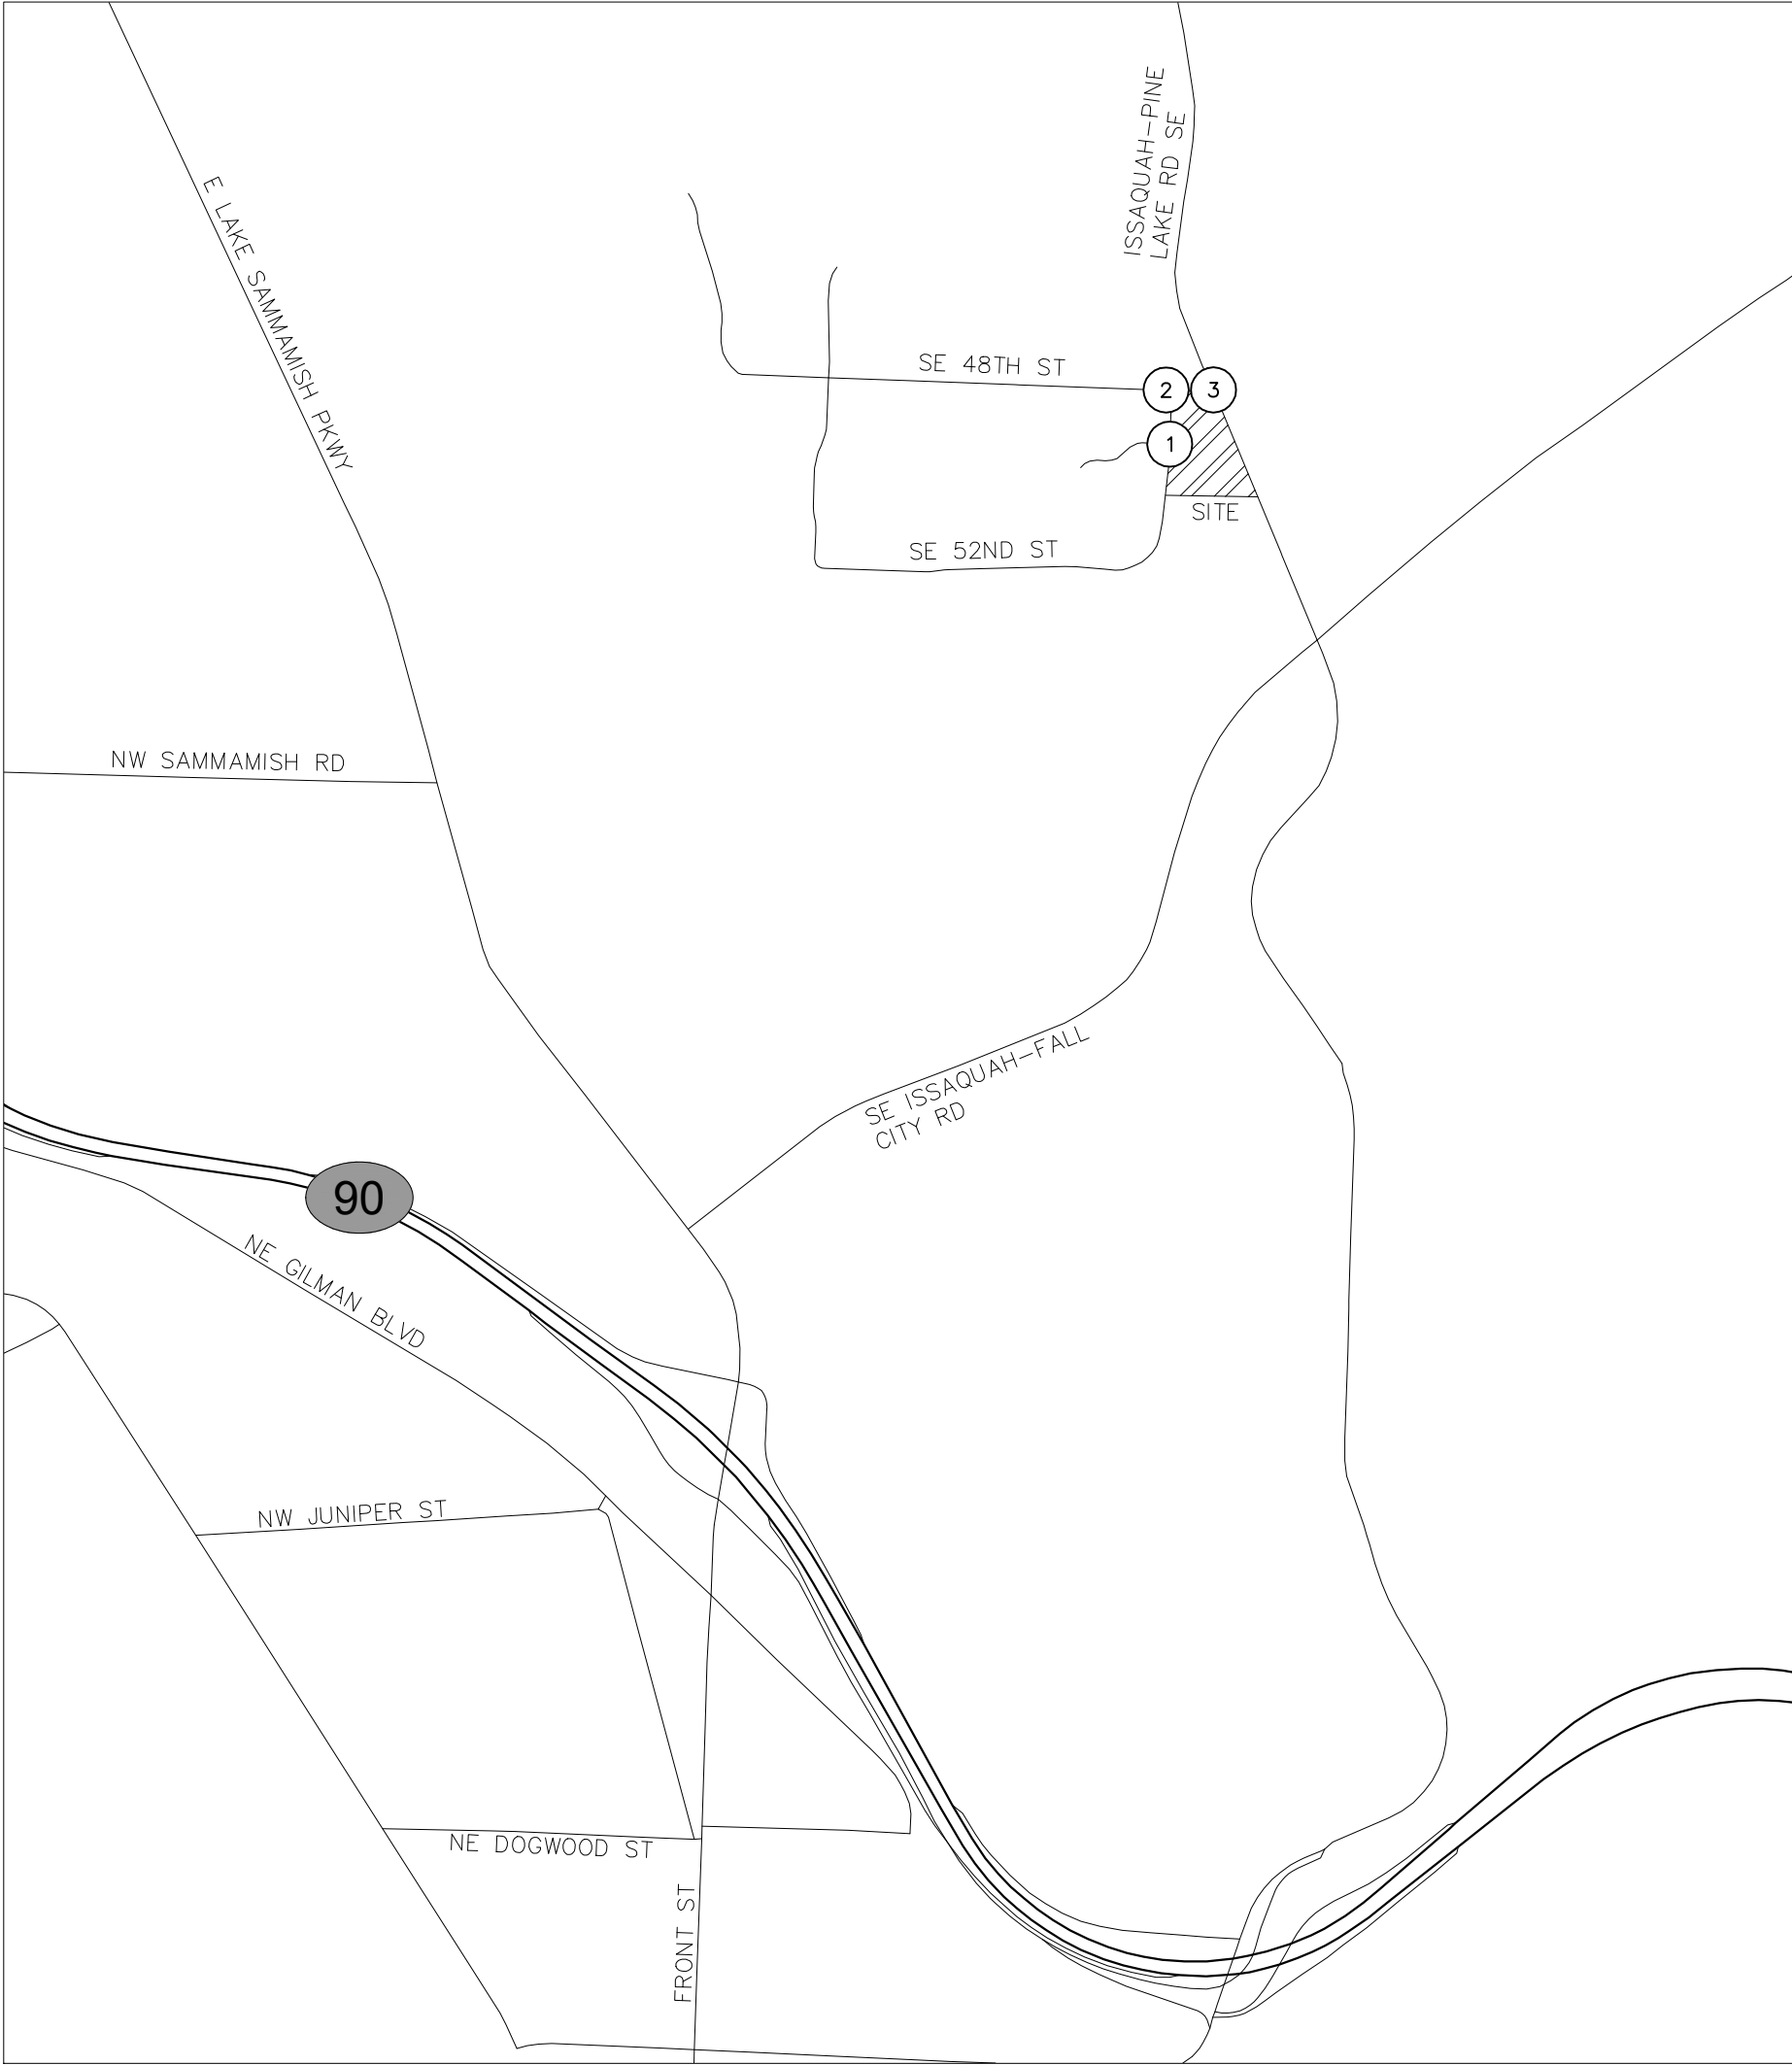 ISSAQUAH-PINE
LAKE RD SE
E LAKE SAMMAMISH PKWY
SE 48TH ST
2
3
1
SITE
SE 52ND ST
NW SAMMAMISH RD
SE ISSAQUAH-FALL
CITY RD
90
NE GILMAN BLVD
NW JUNIPER ST
NE DOGWOOD ST
FRONT ST